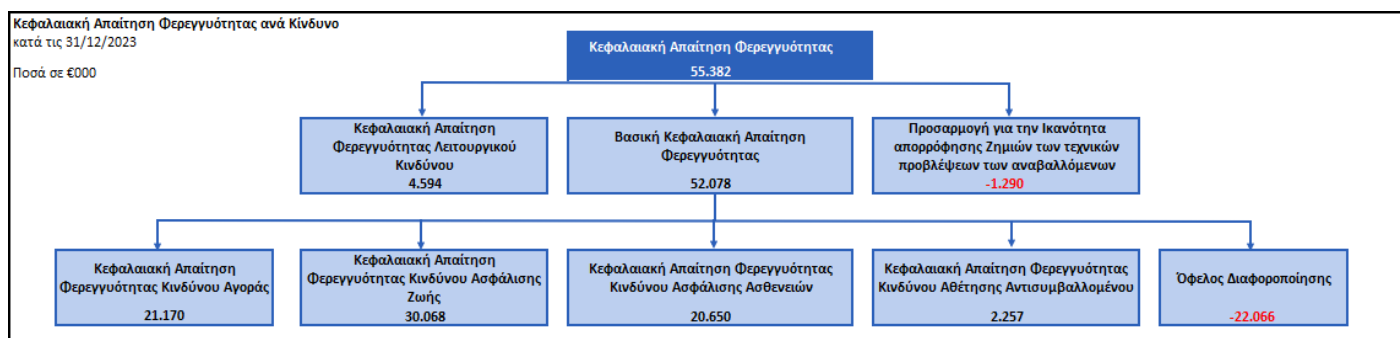 Κεφαλαιακή Απαίτηση Φερεγγυότητας ανά Κίνδυνο
κατά τις 31/12/2023
Ποσά σε €000
Κεφαλαιακή Απαίτηση Φερεγγυότητας
55.382
Κεφαλαιακή Απαίτηση
Φερεγγυότητας Λειτουργικού
Κινδύνου
4.594
Βασική Κεφαλαιακή Απαίτηση
Φερεγγυότητας
52.078
Προσαρμογή για την Ικανότητα
απορρόφησης Ζημιών των τεχνικών
προβλέψεων των αναβαλλόμενων
-1.290
Κεφαλαιακή Απαίτηση
Φερεγγυότητας Κινδύνου Αγοράς
21.170
Κεφαλαιακή Απαίτηση
Φερεγγυότητας Κινδύνου Ασφάλισης
Ζωής
30.068
Κεφαλαιακή Απαίτηση Φερεγγυότητας
Κινδύνου Ασφάλισης Ασθενειών
20.650
Κεφαλαιακή Απαίτηση Φερεγγυότητας
Κινδύνου Αθέτησης Αντισυμβαλλομένου
2.257
Όφελος Διαφοροποίησης
-22.066